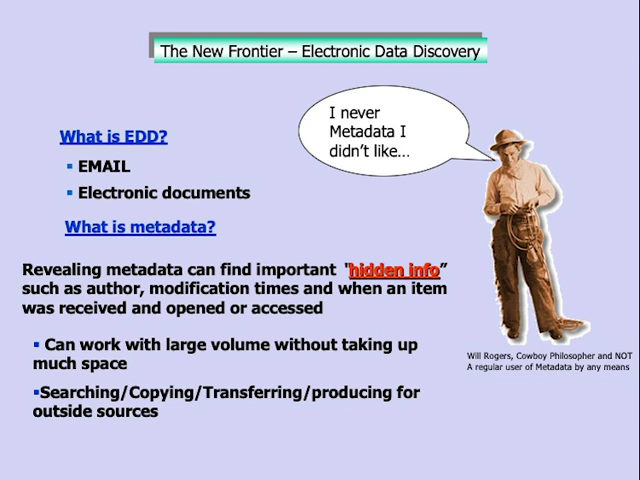 The New Frontier – Electronic Data Discovery
I never
Metadata I
didn't like…
What is EDD?
▪ EMAIL
▪ Electronic documents
What is metadata?
Revealing metadata can find important "hidden info"
such as author, modification times and when an item
was received and opened or accessed
▪ Can work with large volume without taking up
much space
▪Searching/Copying/Transferring/producing for
outside sources
Will Rogers, Cowboy Philosopher and NOT
A regular user of Metadata by any means